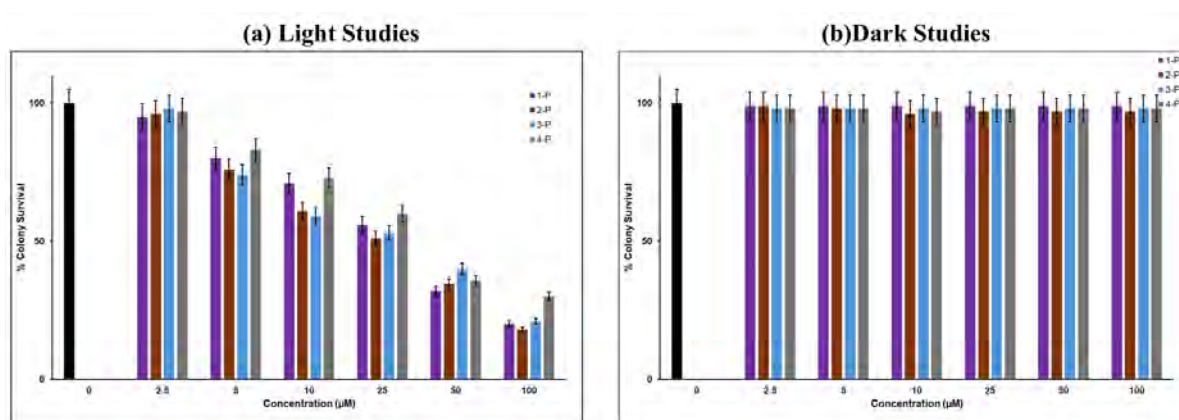 (a) Light Studies
% Colony Survival
100
50
0
1-P
2-P
3-P
4-P
0 2.5 5 10 25 50 100
Concentration (µM)
(b)Dark Studies
% Colony Survival
100
50
0
1-P
2-P
3-P
4-P
0 2.5 5 10 25 50 100
Concentration (µM)